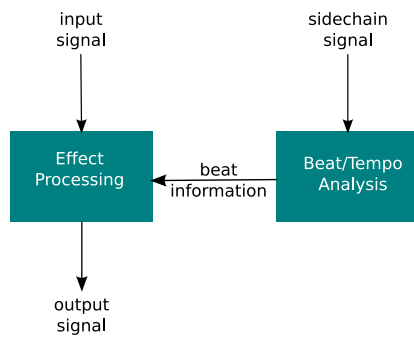 input
signal
sidechain
signal
Effect
Processing
beat
information
Beat/Tempo
Analysis
output
signal